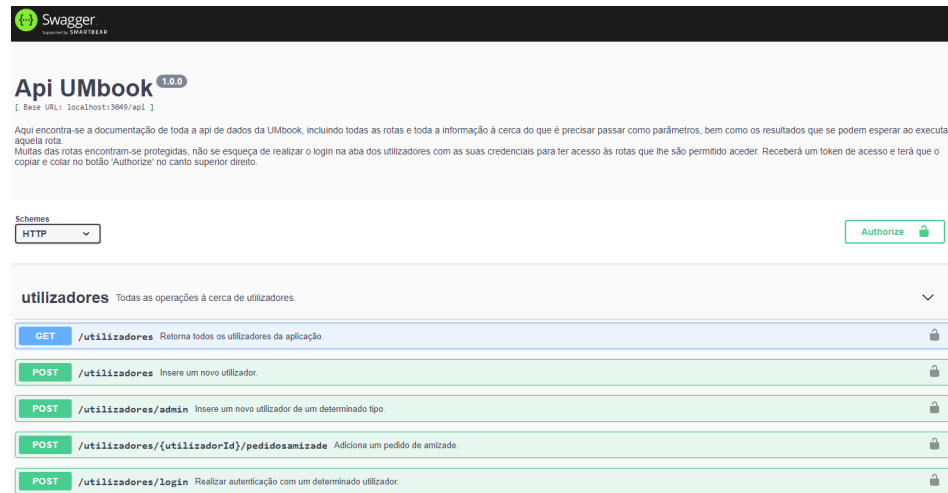 Swagger
Supported by SMARTBEAR
Api UMbook 1.0.0
[ Base URL: localhost:3049/api ]
Aqui encontra-se a documentação de toda a api de dados da UMbook, incluindo todas as rotas e toda a informação à cerca do que é precisar passar como parâmetros, bem como os resultados que se podem esperar ao executa
aquela rota.
Muitas das rotas encontram-se protegidas, não se esqueça de realizar o login na aba dos utilizadores com as suas credenciais para ter acesso às rotas que lhe são permitido aceder. Receberá um token de acesso e terá que o
copiar e colar no botão 'Authorize' no canto superior direito.
Schemes
HTTP
Authorize
utilizadores Todas as operações à cerca de utilizadores.
GET /utilizadores Retorna todos os utilizadores da aplicação.
POST /utilizadores Insere um novo utilizador.
POST /utilizadores/admin Insere um novo utilizador de um determinado tipo.
POST /utilizadores/{utilizadorId}/pedidosamizade Adiciona um pedido de amizade.
POST /utilizadores/login Realizar autenticação com um determinado utilizador.